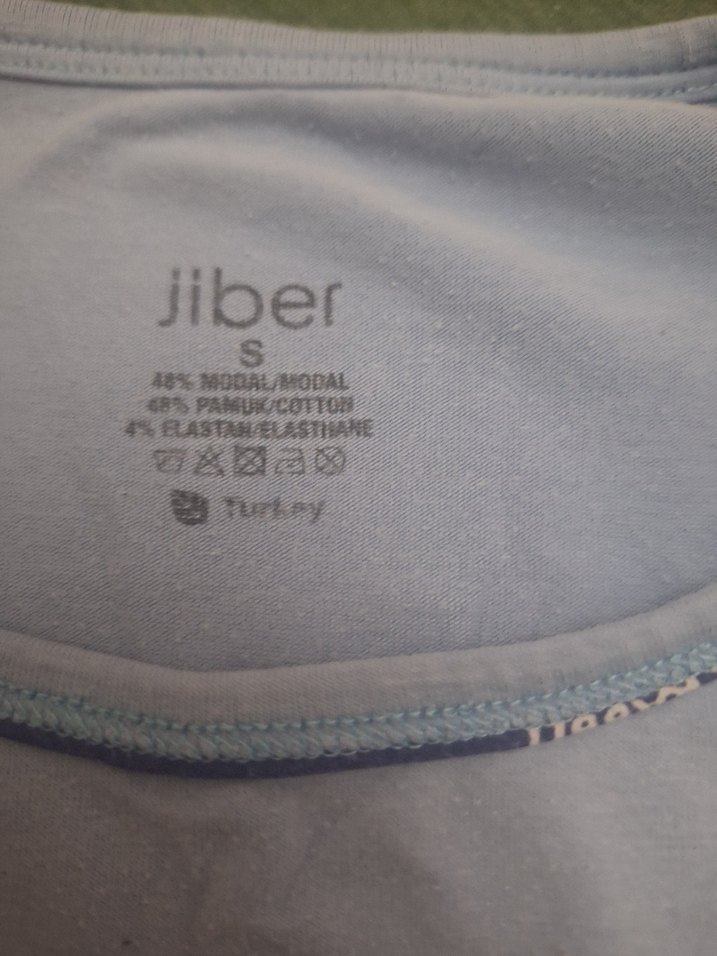 jiber
S
48% MODAL/MODAL
48% PAMUK/COTTON
4% ELASTAN/ELASTHANE
Turkey